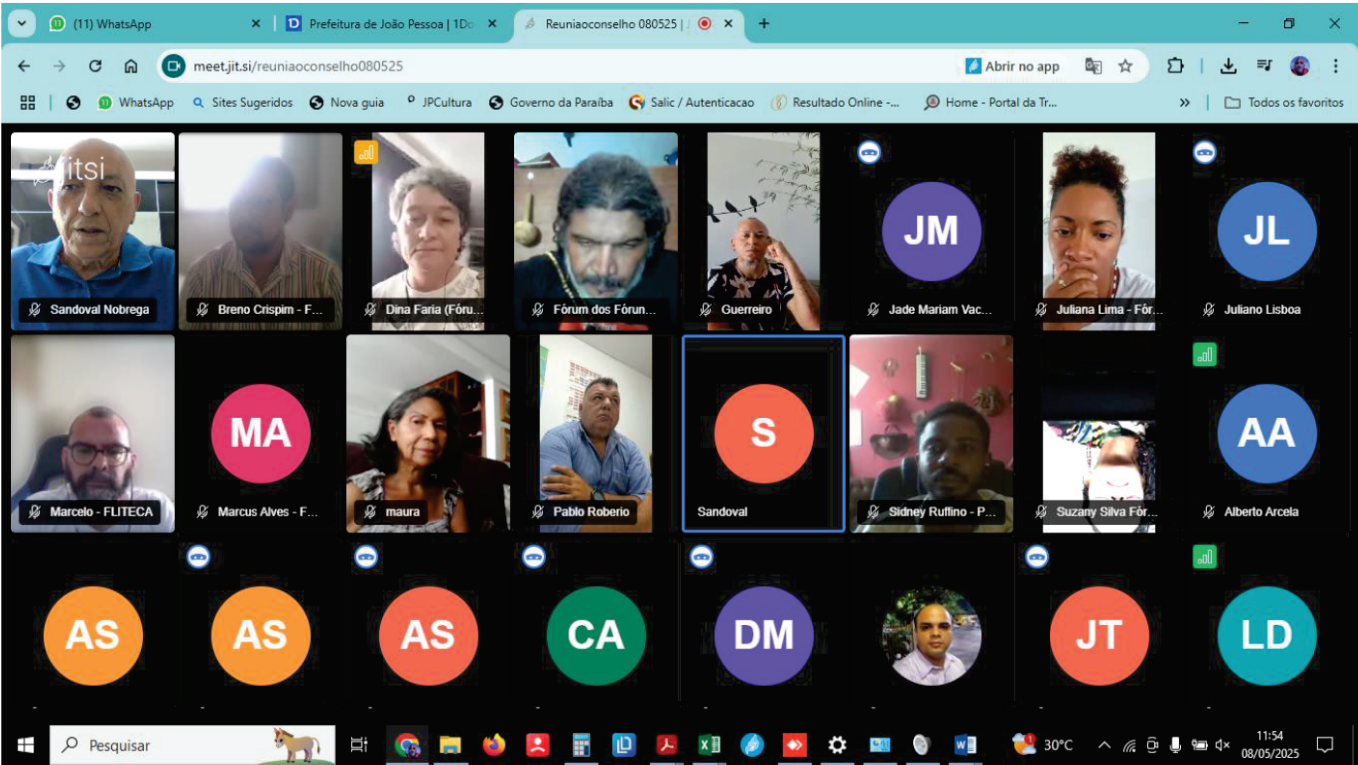 (11) WhatsApp
Prefeitura de João Pessoa | 1Do
Reuniaoconselho 080525 | J
meet.jit.si/reuniaoconselho080525
Abrir no app
WhatsApp
Sites Sugeridos
Nova guia
JPCultura
Governo da Paraíba
Salic / Autenticacao
Resultado Online -...
Home - Portal da Tr...
Todos os favoritos
jitsi
JM
JL
Sandoval Nobrega
Breno Crispim - F...
Dina Faria (Fóru...
Fórum dos Fórun...
Guerreiro
Jade Mariam Vac...
Juliana Lima - Fór...
Juliano Lisboa
MA
S
AA
Marcelo - FLITECA
Marcus Alves - F...
maura
Pablo Roberio
Sandoval
Sidney Ruffino - P...
Suzany Silva Fór...
Alberto Arcela
AS
AS
AS
CA
DM
JT
LD
Pesquisar
30°C
11:54
08/05/2025